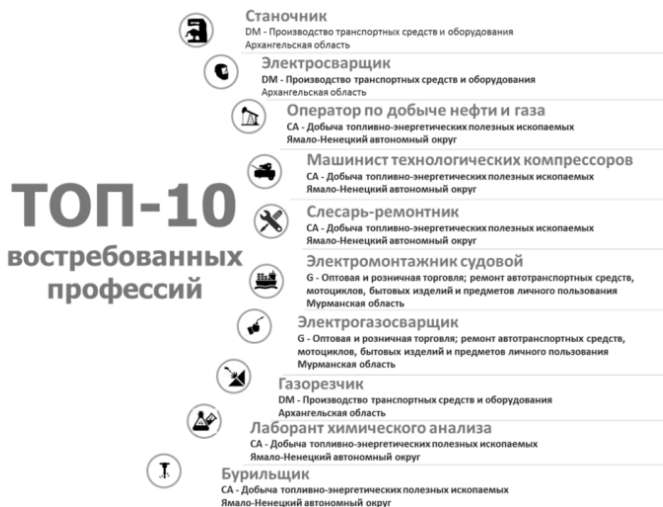 ТОП-10
востребованных
профессий
Станочник
DM - Производство транспортных средств и оборудования
Архангельская область
Электросварщик
DM - Производство транспортных средств и оборудования
Архангельская область
Оператор по добыче нефти и газа
СА - Добыча топливно-энергетических полезных ископаемых
Ямало-Ненецкий автономный округ
Машинист технологических компрессоров
СА - Добыча топливно-энергетических полезных ископаемых
Ямало-Ненецкий автономный округ
Слесарь-ремонтник
СА - Добыча топливно-энергетических полезных ископаемых
Ямало-Ненецкий автономный округ
Электромонтажник судовой
G - Оптовая и розничная торговля; ремонт автотранспортных средств,
мотоциклов, бытовых изделий и предметов личного пользования
Мурманская область
Электрогазосварщик
G - Оптовая и розничная торговля; ремонт автотранспортных средств,
мотоциклов, бытовых изделий и предметов личного пользования
Мурманская область
Газорезчик
DM - Производство транспортных средств и оборудования
Архангельская область
Лаборант химического анализа
СА - Добыча топливно-энергетических полезных ископаемых
Ямало-Ненецкий автономный округ
Бурильщик
СА - Добыча топливно-энергетических полезных ископаемых
Ямало-Ненецкий автономный округ